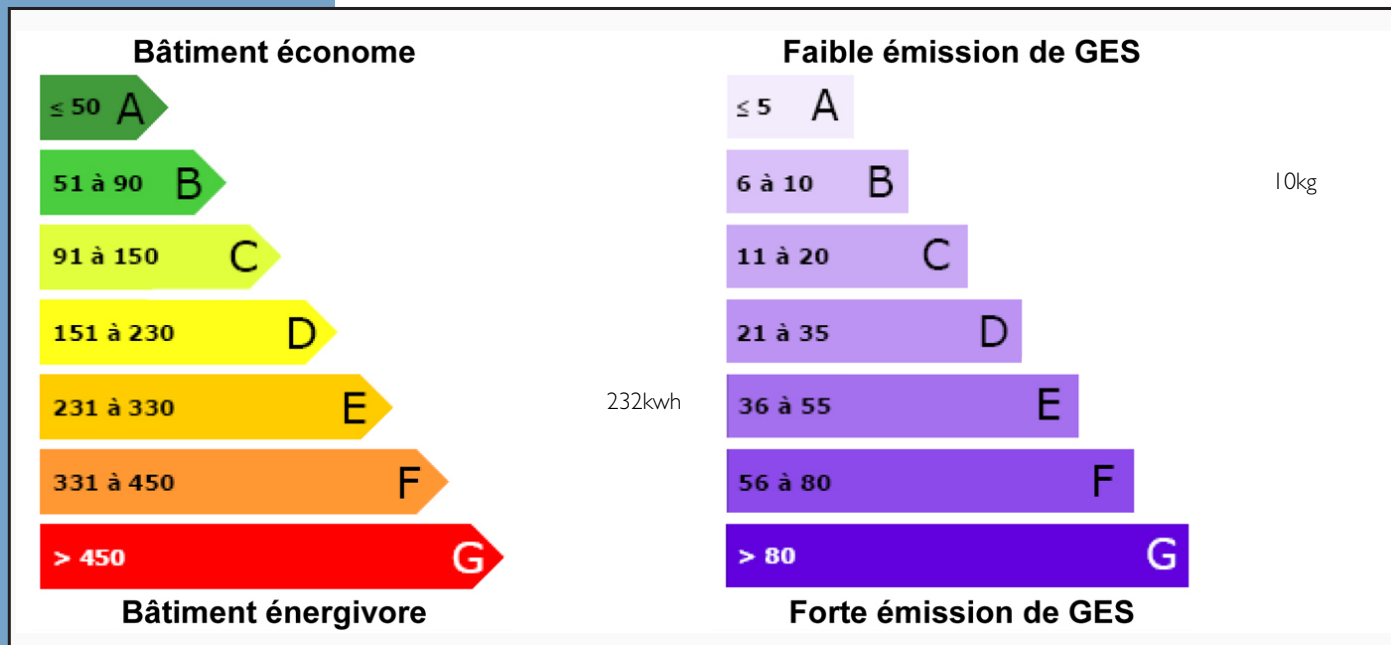 Bâtiment économe
≤ 50 A
51 à 90 B
91 à 150 C
151 à 230 D
231 à 330 E
232kwh
331 à 450 F
> 450 G
Bâtiment énergivore
Faible émission de GES
≤ 5 A
6 à 10 B
10kg
11 à 20 C
21 à 35 D
36 à 55 E
56 à 80 F
> 80 G
Forte émission de GES